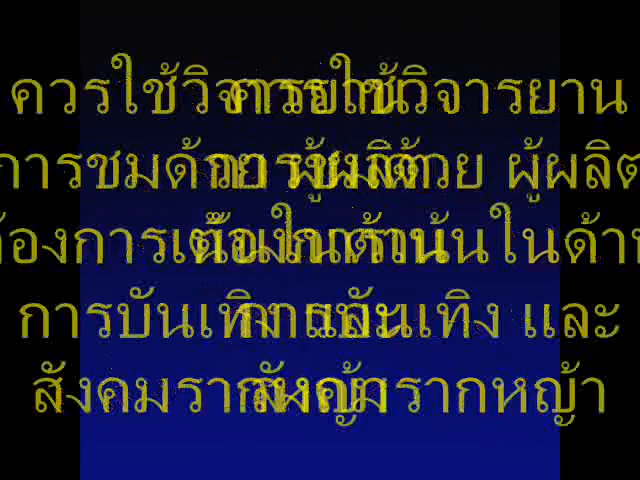 ควรใช้วิจารยาน
การชมด้วย ผู้ผลิต
ต้องการเน้นในด้าน
การบันเทิง และ
สังคมรากหญ้า